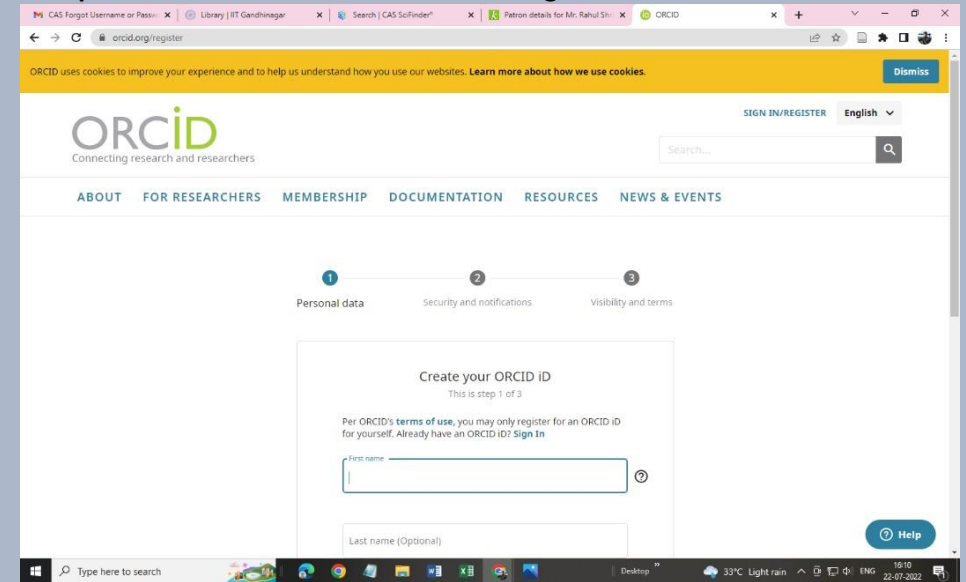 CAS Forgot Username or Passw
Library | IIT Gandhinagar
Search | CAS SciFinder®
Patron details for Mr. Rahul Shr
ORCID
orcid.org/register
ORCID uses cookies to improve your experience and to help us understand how you use our websites. Learn more about how we use cookies.
Dismiss
SIGN IN/REGISTER
English
ORCID
Connecting research and researchers
Search...
ABOUT FOR RESEARCHERS MEMBERSHIP DOCUMENTATION RESOURCES NEWS & EVENTS
1 2 3
Personal data Security and notifications Visibility and terms
Create your ORCID iD
This is step 1 of 3
Per ORCID's terms of use, you may only register for an ORCID iD
for yourself. Already have an ORCID iD? Sign In
First name
Last name (Optional)
Help
Type here to search
Desktop
33°C Light rain
ENG
16:10
22-07-2022